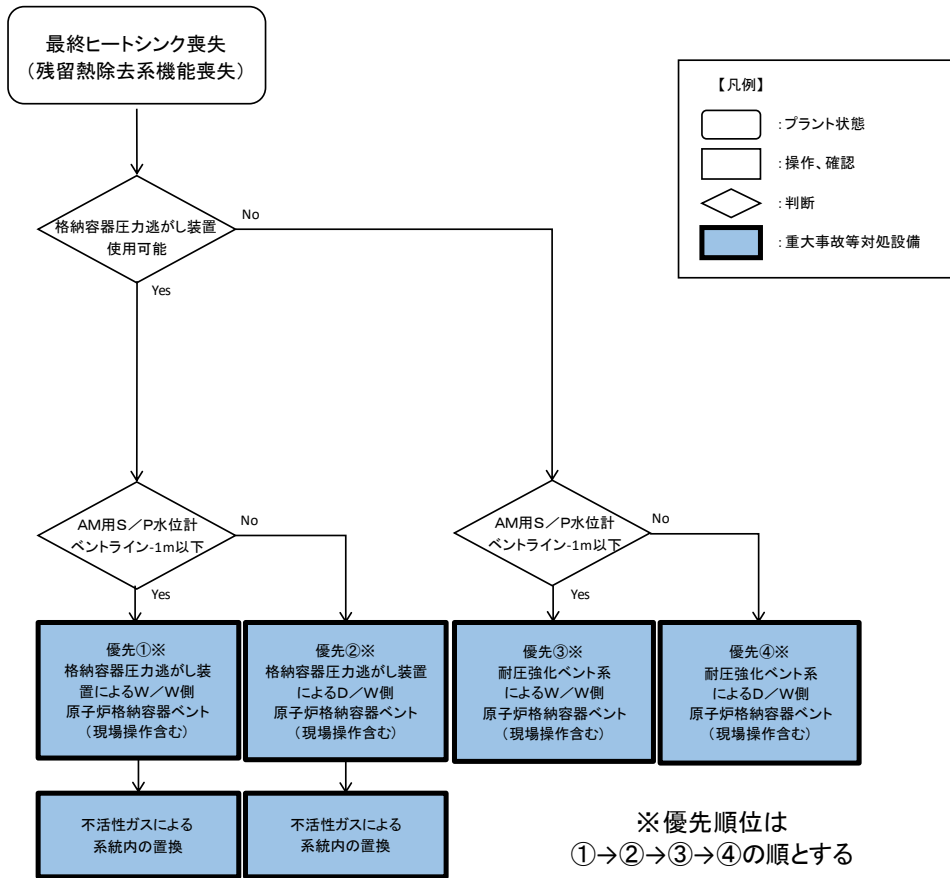 最終ヒートシンク喪失
(残留熱除去系機能喪失)
【凡例】
:プラント状態
:操作、確認
:判断
:重大事故等対処設備
格納容器圧力逃がし装置
使用可能
No
Yes
AM用S/P水位計
ベントライン-1m以下
No
Yes
AM用S/P水位計
ベントライン-1m以下
No
Yes
優先①※
格納容器圧力逃がし装
置によるW/W側
原子炉格納容器ベント
(現場操作含む)
優先②※
格納容器圧力逃がし装置
によるD/W側
原子炉格納容器ベント
(現場操作含む)
優先③※
耐圧強化ベント系
によるW/W側
原子炉格納容器ベント
(現場操作含む)
優先④※
耐圧強化ベント系
によるD/W側
原子炉格納容器ベント
(現場操作含む)
不活性ガスによる
系統内の置換
不活性ガスによる
系統内の置換
※優先順位は
①→②→③→④の順とする